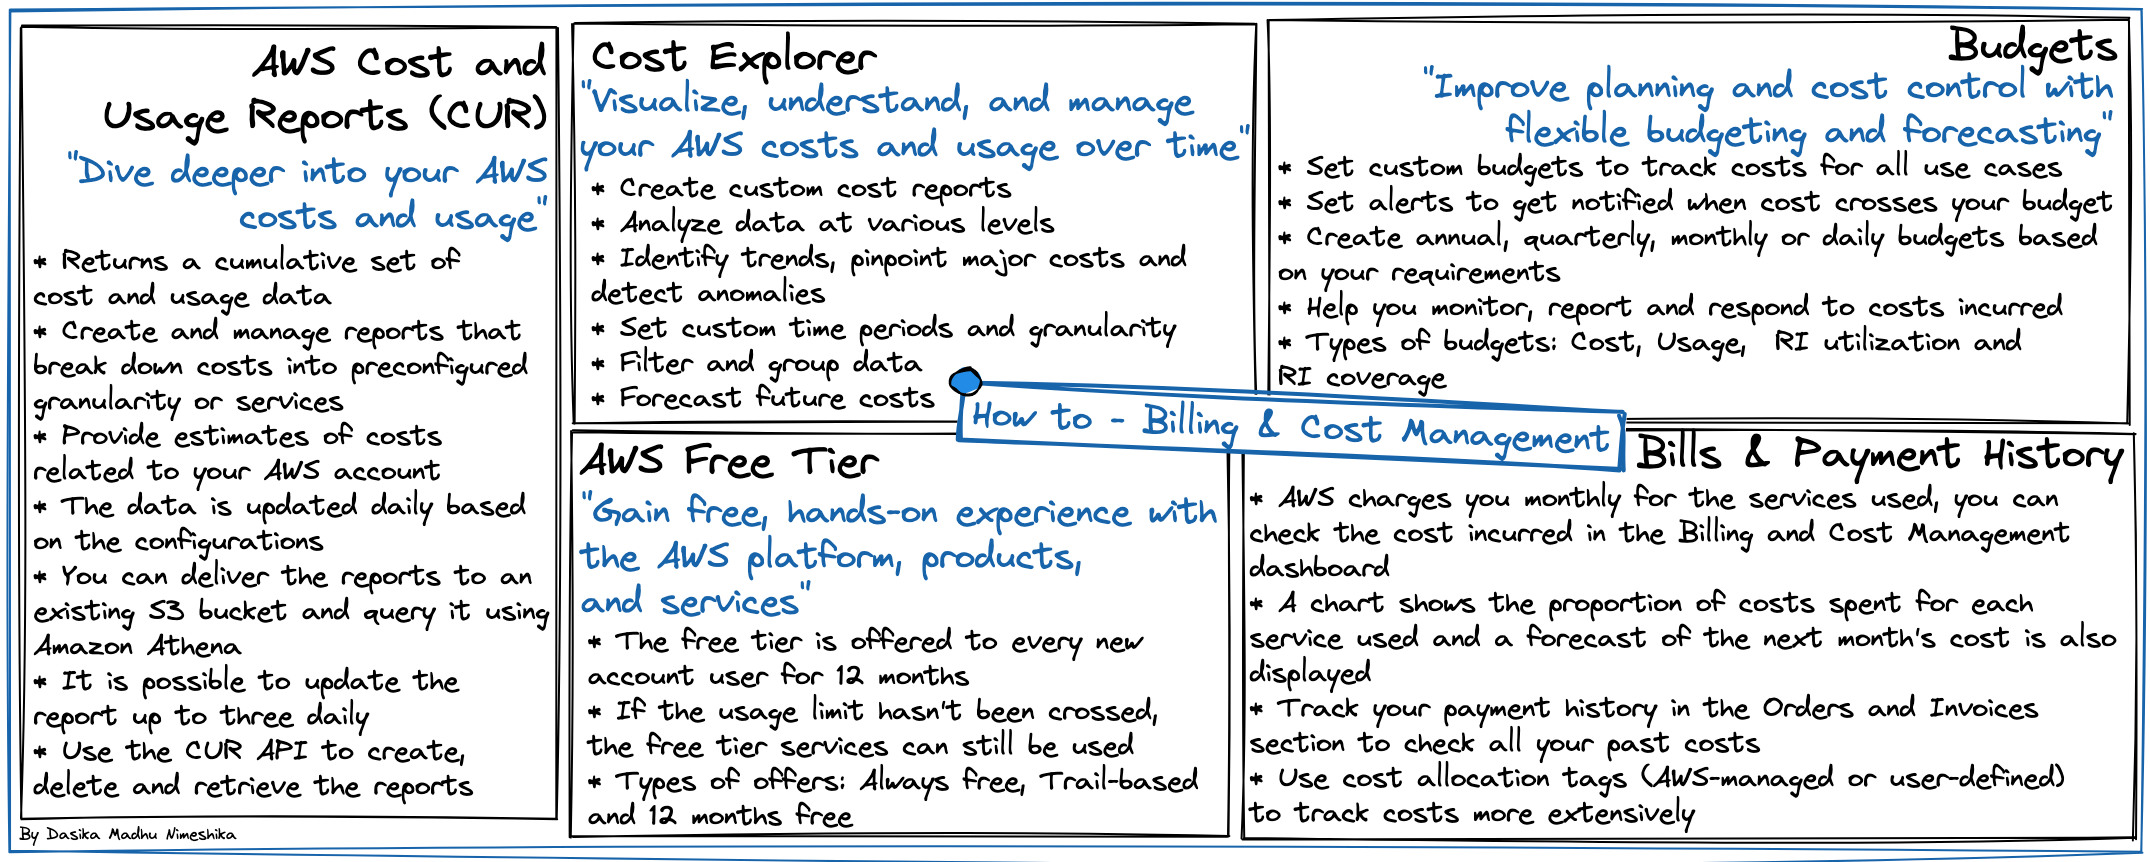 AWS Cost and
Usage Reports (CUR)
"Dive deeper into your AWS
costs and usage"
* Returns a cumulative set of
cost and usage data
* Create and manage reports that
break down costs into preconfigured
granularity or services
* Provide estimates of costs
related to your AWS account
* The data is updated daily based
on the configurations
* You can deliver the reports to an
existing S3 bucket and query it using
Amazon Athena
* It is possible to update the
report up to three daily
* Use the CUR API to create,
delete and retrieve the reports
By Dasika Madhu Nimeshika
Cost Explorer
"Visualize, understand, and manage
your AWS costs and usage over time"
* Create custom cost reports
* Analyze data at various levels
* Identify trends, pinpoint major costs and
detect anomalies
* Set custom time periods and granularity
* Filter and group data
* Forecast future costs
Budgets
"Improve planning and cost control with
flexible budgeting and forecasting"
* Set custom budgets to track costs for all use cases
* Set alerts to get notified when cost crosses your budget
* Create annual, quarterly, monthly or daily budgets based
on your requirements
* Help you monitor, report and respond to costs incurred
* Types of budgets: Cost, Usage, RI utilization and
RI coverage
How to - Billing & Cost Management
AWS Free Tier
"Gain free, hands-on experience with
the AWS platform, products,
and services"
* The free tier is offered to every new
account user for 12 months
* If the usage limit hasn't been crossed,
the free tier services can still be used
* Types of offers: Always free, Trail-based
and 12 months free
Bills & Payment History
* AWS charges you monthly for the services used, you can
check the cost incurred in the Billing and Cost Management
dashboard
* A chart shows the proportion of costs spent for each
service used and a forecast of the next month's cost is also
displayed
* Track your payment history in the Orders and Invoices
section to check all your past costs
* Use cost allocation tags (AWS-managed or user-defined)
to track costs more extensively